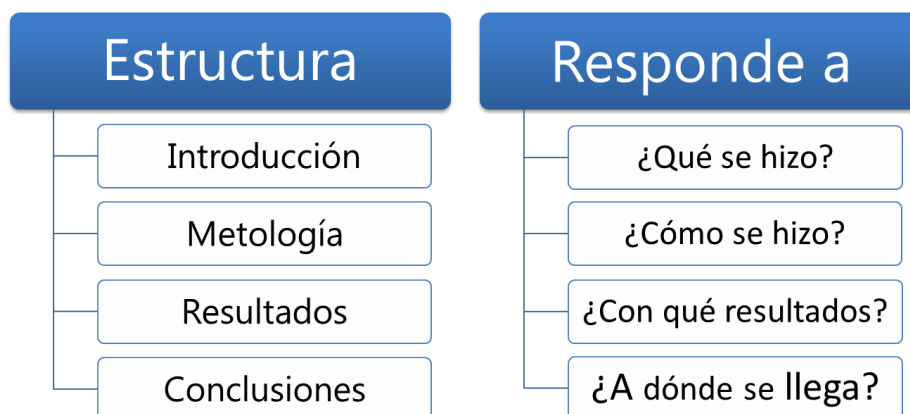 Estructura
Introducción
Metología
Resultados
Conclusiones
Responde a
¿Qué se hizo?
¿Cómo se hizo?
¿Con qué resultados?
¿A dónde se llega?